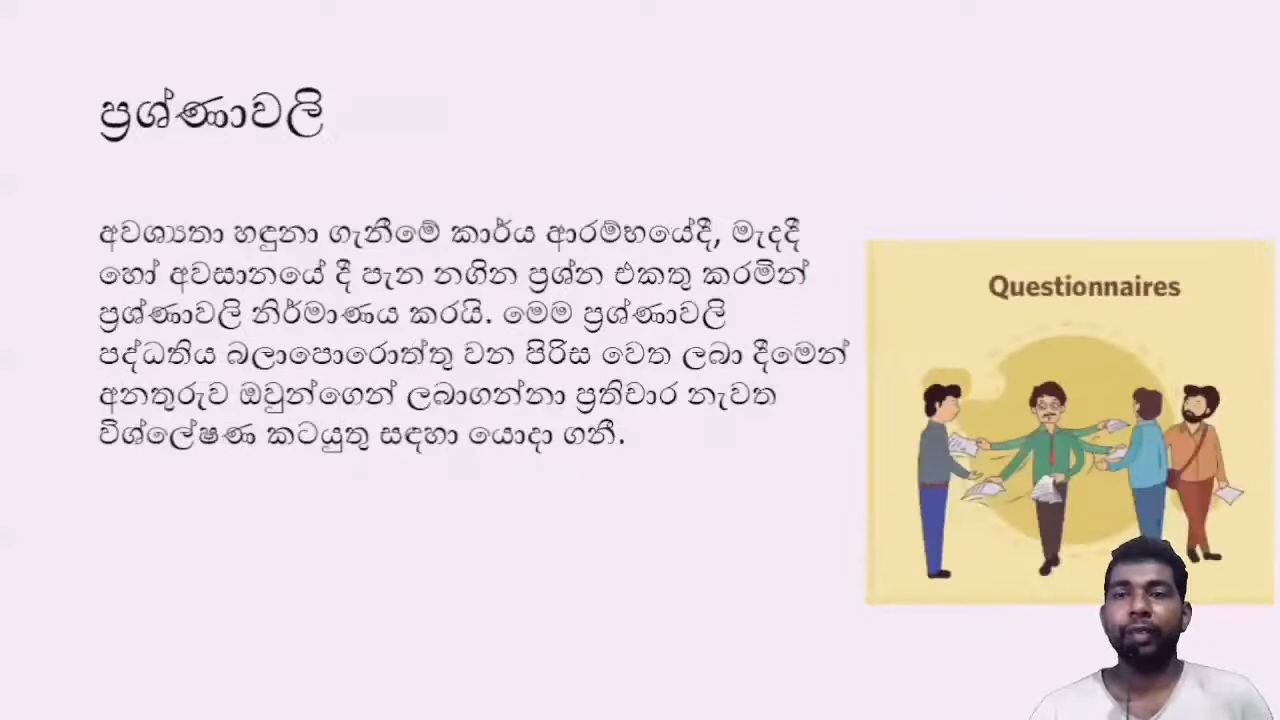 ප්‍රශ්ණාවලි
අවශ්‍යතා හඳුනා ගැනීමේ කාර්ය ආරම්භයේදී, මැදදී
හෝ අවසානයේ දී පැන නගින ප්‍රශ්න එකතු කරමින්
ප්‍රශ්ණාවලි නිර්මාණය කරයි. මෙම ප්‍රශ්ණාවලි
පද්ධතිය බලාපොරොත්තු වන පිරිස වෙත ලබා දීමෙන්
අනතුරුව ඔවුන්ගෙන් ලබාගන්නා ප්‍රතිචාර නැවත
විශ්ලේෂණ කටයුතු සඳහා යොදා ගනී.
Questionnaires